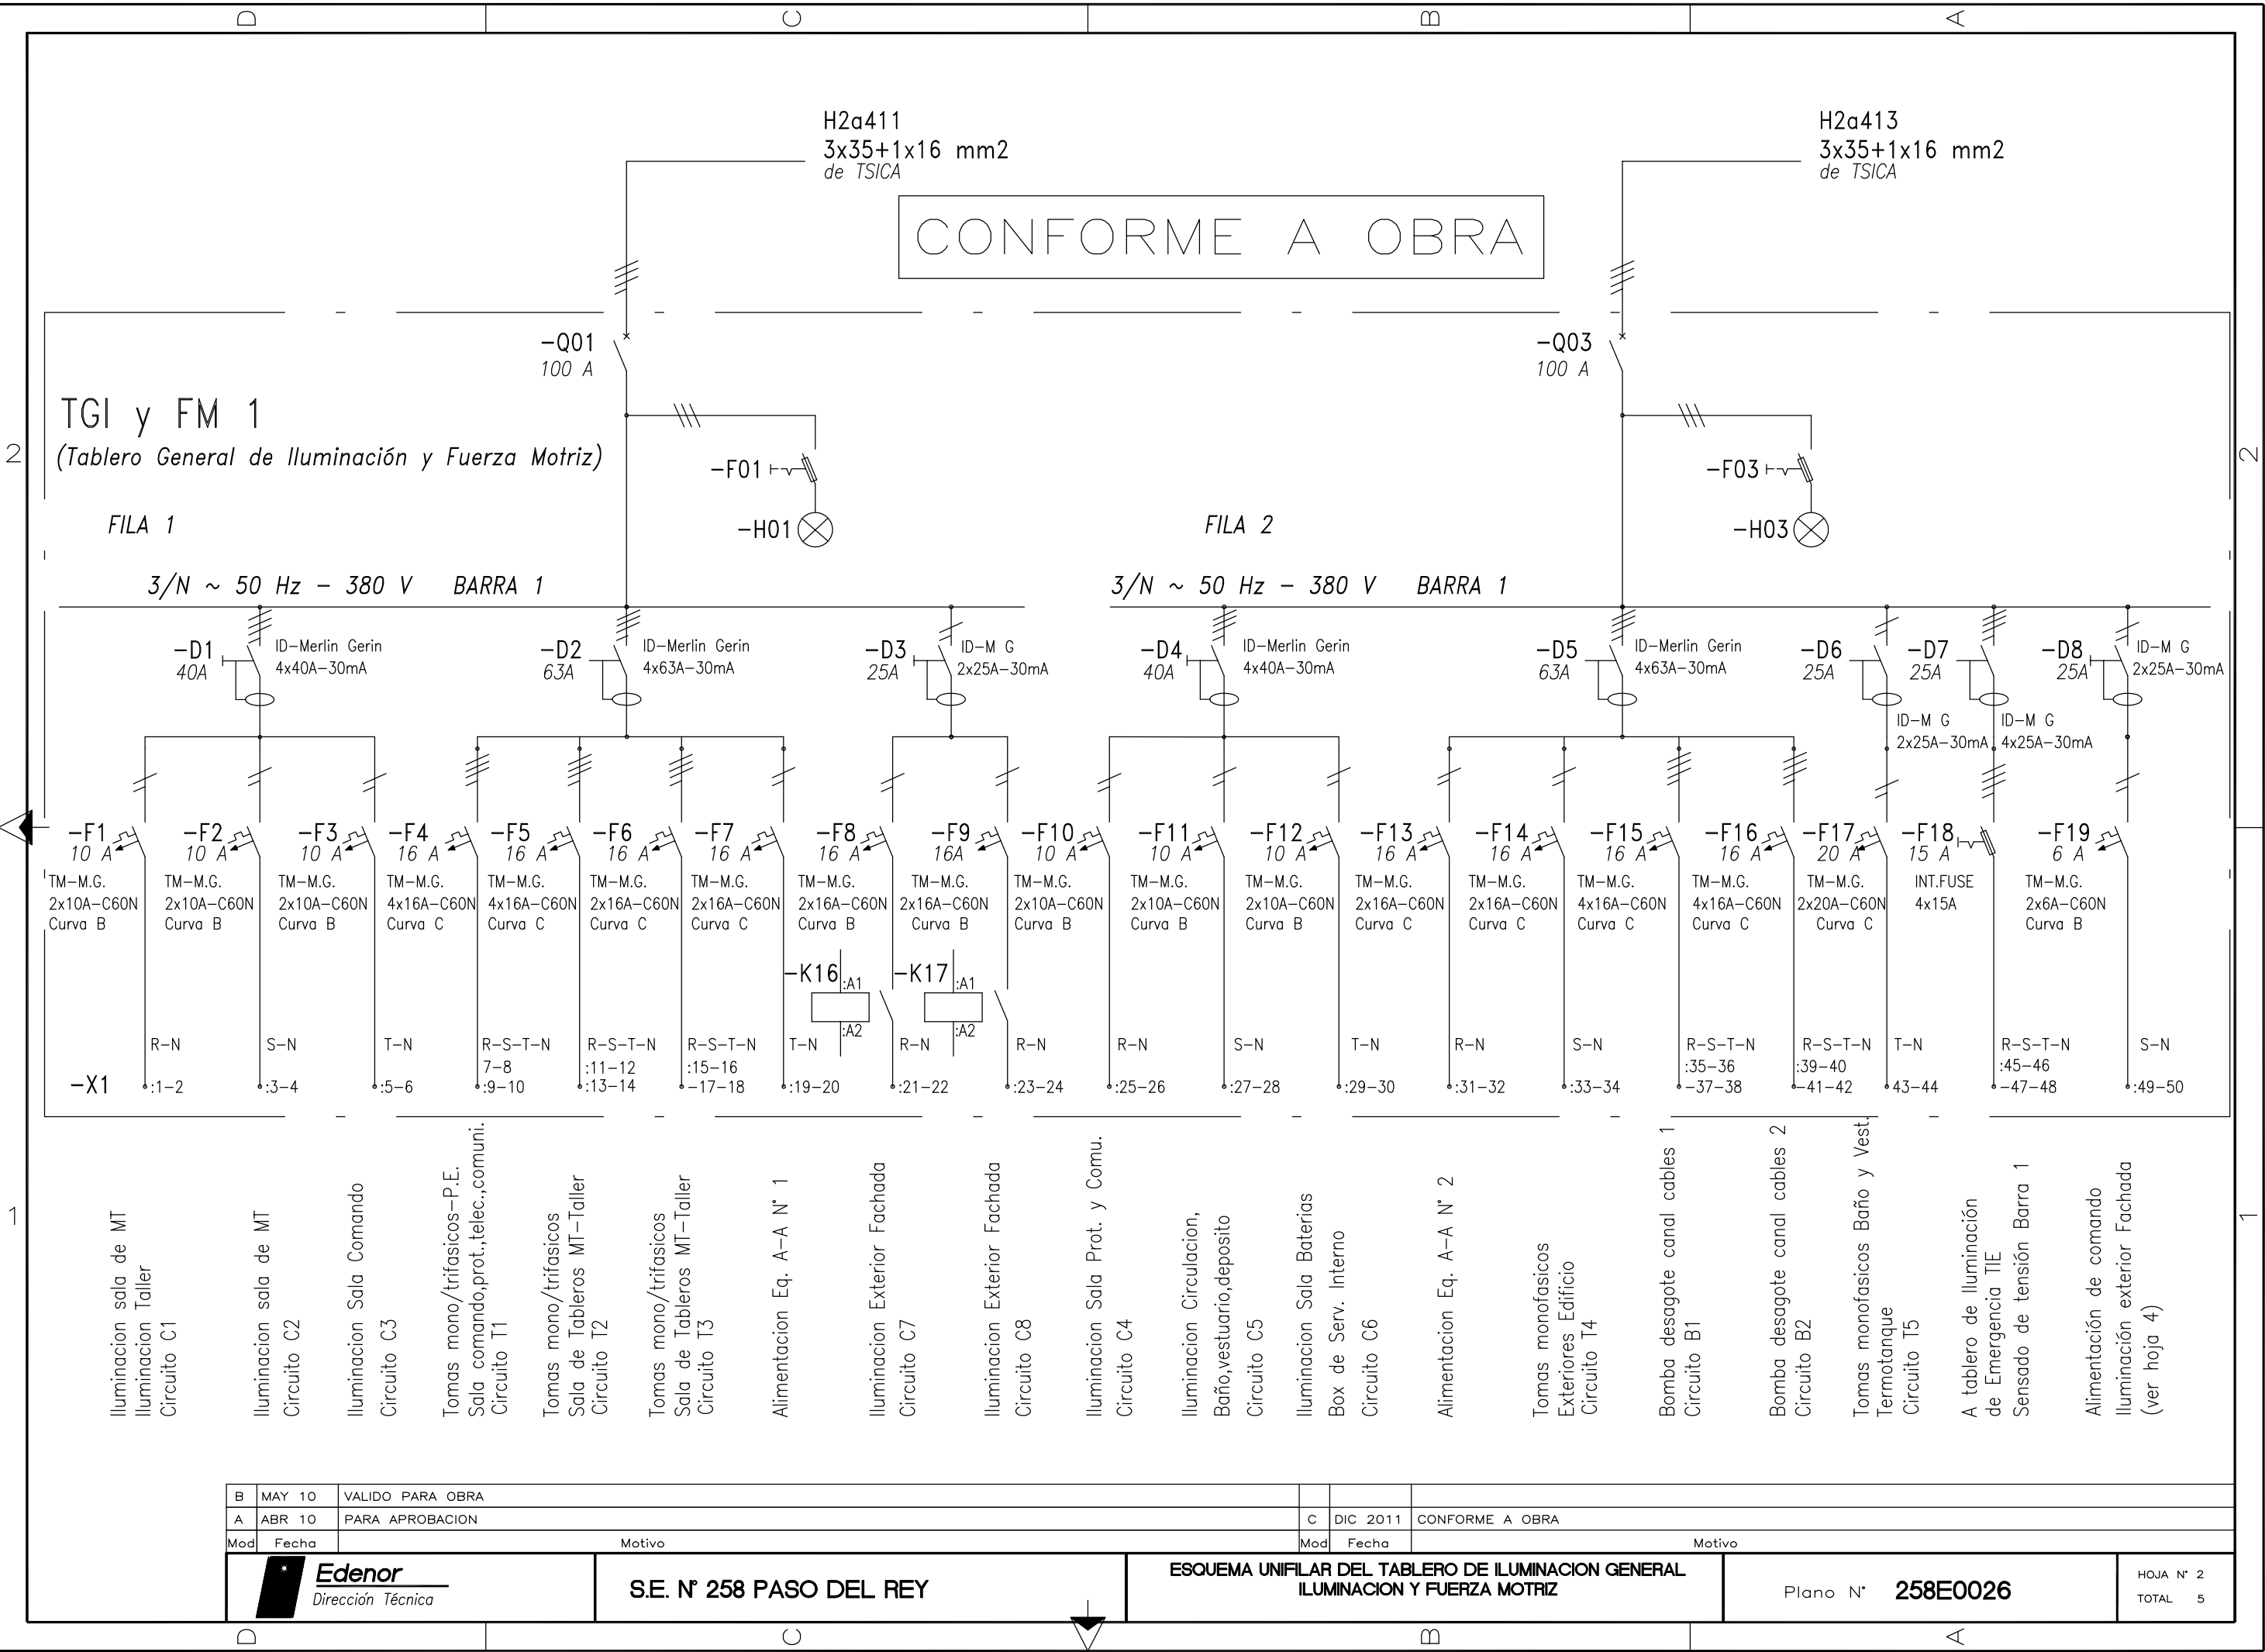 D
C
B
A
H2a411
3x35+1x16 mm2
de TSICA
H2a413
3x35+1x16 mm2
de TSICA
CONFORME A OBRA
-Q01
100 A
-Q03
100 A
TGI y FM 1
(Tablero General de Iluminación y Fuerza Motriz)
2
2
-F01
-F03
-H01
-H03
FILA 1
FILA 2
3/N ~ 50 Hz - 380 V BARRA 1
3/N ~ 50 Hz - 380 V BARRA 1
-D1
40A
ID-Merlin Gerin
4x40A-30mA
-D2
63A
ID-Merlin Gerin
4x63A-30mA
-D3
25A
ID-M G
2x25A-30mA
-D4
40A
ID-Merlin Gerin
4x40A-30mA
-D5
63A
ID-Merlin Gerin
4x63A-30mA
-D6
25A
ID-M G
2x25A-30mA
-D7
25A
ID-M G
4x25A-30mA
-D8
25A
ID-M G
2x25A-30mA
-F1
10 A
TM-M.G.
2x10A-C60N
Curva B
-F2
10 A
TM-M.G.
2x10A-C60N
Curva B
-F3
10 A
TM-M.G.
2x10A-C60N
Curva B
-F4
16 A
TM-M.G.
4x16A-C60N
Curva C
-F5
16 A
TM-M.G.
4x16A-C60N
Curva C
-F6
16 A
TM-M.G.
2x16A-C60N
Curva C
-F7
16 A
TM-M.G.
2x16A-C60N
Curva C
-F8
16 A
TM-M.G.
2x16A-C60N
Curva B
-F9
16A
TM-M.G.
2x16A-C60N
Curva B
-F10
10 A
TM-M.G.
2x10A-C60N
Curva B
-F11
10 A
TM-M.G.
2x10A-C60N
Curva B
-F12
10 A
TM-M.G.
2x10A-C60N
Curva B
-F13
16 A
TM-M.G.
2x16A-C60N
Curva C
-F14
16 A
TM-M.G.
2x16A-C60N
Curva C
-F15
16 A
TM-M.G.
4x16A-C60N
Curva C
-F16
16 A
TM-M.G.
4x16A-C60N
Curva C
-F17
20 A
TM-M.G.
2x20A-C60N
Curva C
-F18
15 A
INT.FUSE
4x15A
-F19
6 A
TM-M.G.
2x6A-C60N
Curva B
-K16
:A1
:A2
-K17
:A1
:A2
-X1
R-N
:1-2
S-N
:3-4
T-N
:5-6
R-S-T-N
7-8
:9-10
R-S-T-N
:11-12
:13-14
R-S-T-N
:15-16
-17-18
T-N
:19-20
R-N
:21-22
R-N
:23-24
R-N
:25-26
S-N
:27-28
T-N
:29-30
R-N
:31-32
S-N
:33-34
R-S-T-N
:35-36
-37-38
R-S-T-N
:39-40
-41-42
T-N
43-44
R-S-T-N
:45-46
-47-48
S-N
:49-50
1
1
Iluminacion sala de MT
Iluminacion Taller
Circuito C1
Iluminacion sala de MT
Circuito C2
Iluminacion Sala Comando
Circuito C3
Tomas mono/trifasicos-P.E.
Sala comando,prot.,telec.,comuni.
Circuito T1
Tomas mono/trifasicos
Sala de Tableros MT-Taller
Circuito T2
Tomas mono/trifasicos
Sala de Tableros MT-Taller
Circuito T3
Alimentacion Eq. A-A N° 1
Iluminacion Exterior Fachada
Circuito C7
Iluminacion Exterior Fachada
Circuito C8
Iluminacion Sala Prot. y Comu.
Circuito C4
Iluminacion Circulacion,
Baño,vestuario,deposito
Circuito C5
Iluminacion Sala Baterias
Box de Serv. Interno
Circuito C6
Alimentacion Eq. A-A N° 2
Tomas monofasicos
Exteriores Edificio
Circuito T4
Bomba desagote canal cables 1
Circuito B1
Bomba desagote canal cables 2
Circuito B2
Tomas monofasicos Baño y Vest.
Termotanque
Circuito T5
A tablero de Iluminación
de Emergencia TIE
Sensado de tensión Barra 1
Alimentación de comando
Iluminación exterior Fachada
(ver hoja 4)
B MAY 10 VALIDO PARA OBRA
A ABR 10 PARA APROBACION
C DIC 2011 CONFORME A OBRA
Mod Fecha Motivo
Mod Fecha Motivo
Edenor
Dirección Técnica
S.E. N° 258 PASO DEL REY
ESQUEMA UNIFILAR DEL TABLERO DE ILUMINACION GENERAL
ILUMINACION Y FUERZA MOTRIZ
Plano N° 258E0026
HOJA N° 2
TOTAL 5
D
C
B
A